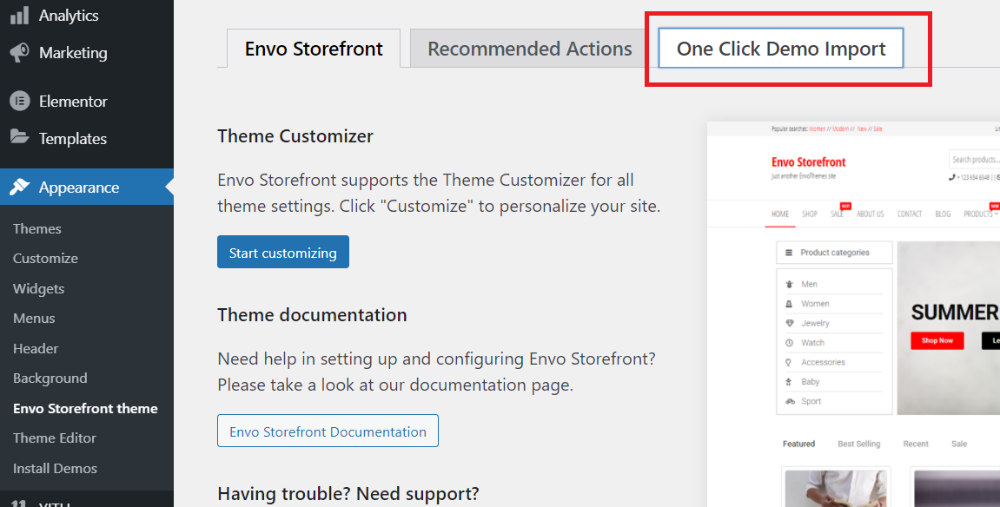 Analytics
Marketing
Elementor
Templates
Appearance
Themes
Customize
Widgets
Menus
Header
Background
Envo Storefront theme
Theme Editor
Install Demos
Envo Storefront
Recommended Actions
One Click Demo Import
Theme Customizer
Envo Storefront supports the Theme Customizer for all
theme settings. Click "Customize" to personalize your site.
Start customizing
Theme documentation
Need help in setting up and configuring Envo Storefront?
Please take a look at our documentation page.
Envo Storefront Documentation
Having trouble? Need support?
Popular searches: Women // Modern // New // Sale
Envo Storefront
Just another EnvoThemes site
Search products...
+ 123 654 6548 ||
HOME SHOP SALE ABOUT US CONTACT BLOG PRODUCTS
Product categories
Men
Women
Jewelry
Watch
Accessories
Baby
Sport
SUMMER
Shop Now
Featured Best Selling Recent Sale